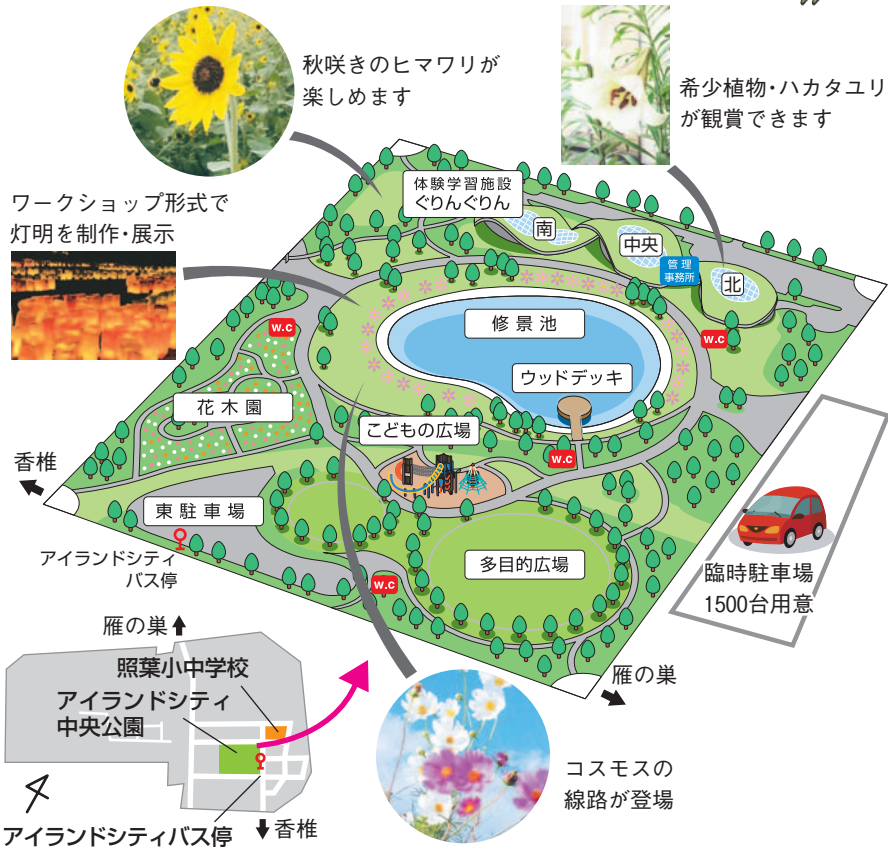 秋咲きのヒマワリが
楽しめます
希少植物・ハカタユリ
が観賞できます
ワークショップ形式で
灯明を制作・展示
体験学習施設
ぐりんぐりん
南
中央
管理
事務所
北
w.c
w.c
修景池
ウッドデッキ
花木園
こどもの広場
w.c
香椎
東駐車場
アイランドシティ
バス停
多目的広場
w.c
臨時駐車場
1500台用意
雁の巣
雁の巣
照葉小中学校
アイランドシティ
中央公園
アイランドシティバス停
香椎
コスモスの
線路が登場